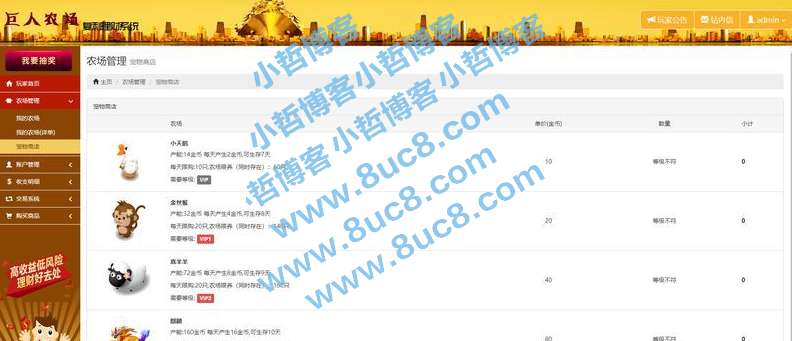 巨人农场
复利理财系统
玩家公告
站内信
admin
我要抽奖
玩家首页
农场管理
我的农场
我的农场(详单)
宠物商店
账户管理
收支明细
交易系统
购买商品
高收益低风险
理财好去处
农场管理 宠物商店
主页 / 农场管理 / 宠物商店
宠物商店
农场 单价(金币) 数量 小计
小天鹅
产能:14金币 每天产生2金币,可生存7天
每天限购:10只,农场限养（同时存在）：60只
需要等级: VIP
10 等级不符 0
金丝猴
产能:32金币 每天产生4金币,可生存8天
每天限购:20只,农场限养（同时存在）：140只
需要等级: VIP1
20 等级不符 0
喜羊羊
产能:72金币 每天产生8金币,可生存9天
每天限购:20只,农场限养（同时存在）：160只
需要等级: VIP2
40 等级不符 0
麒麟
产能:160金币 每天产生16金币,可生存10天
80 等级不符 0
小哲博客 小哲博客
小哲博客 小哲博客
小哲博客
www.8uc8.com
www.8uc8.com
www.8uc8.com